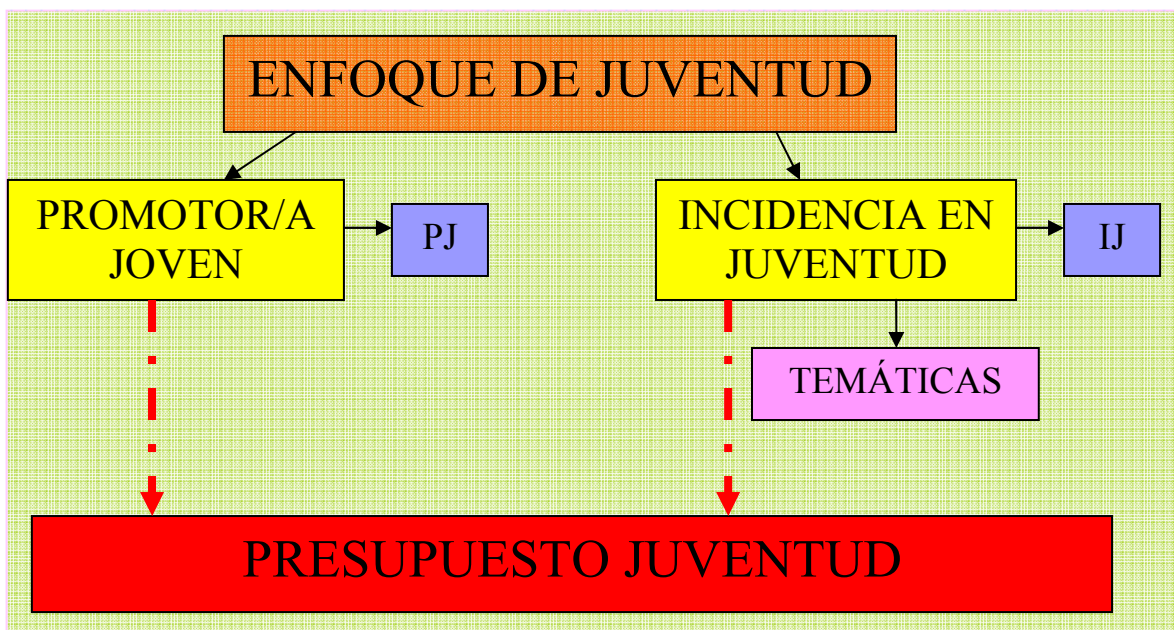 ENFOQUE DE JUVENTUD
PROMOTOR/A
JOVEN
PJ
INCIDENCIA EN
JUVENTUD
IJ
TEMÁTICAS
PRESUPUESTO JUVENTUD